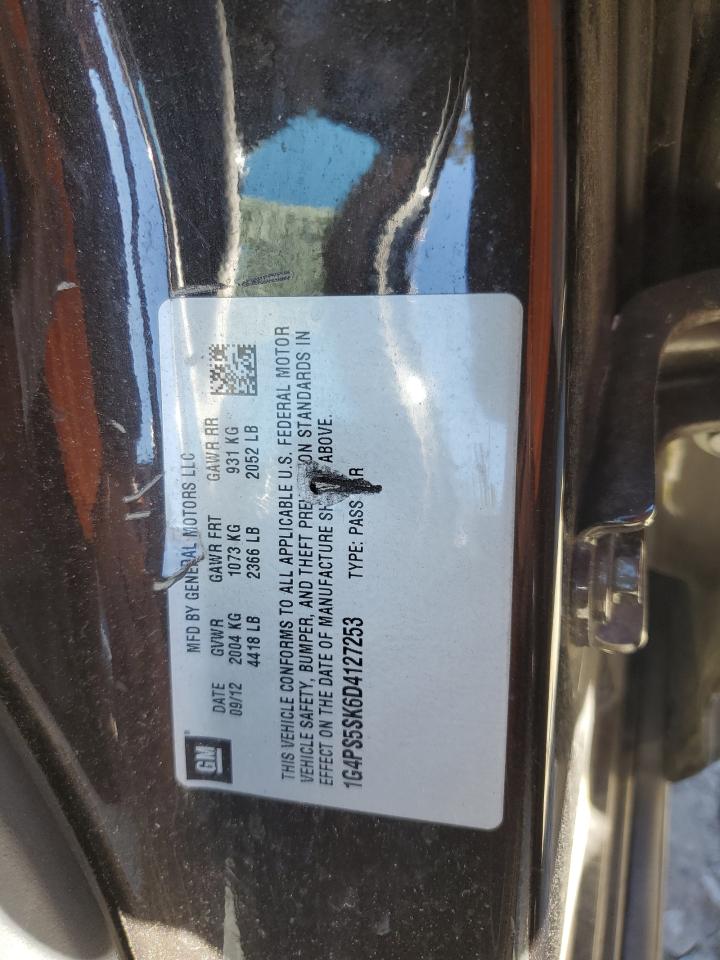 GM
MFD BY GENERAL MOTORS LLC
DATE GVWR GAWR FRT GAWR RR
09/12 2004 KG 1073 KG 931 KG
4418 LB 2366 LB 2052 LB
THIS VEHICLE CONFORMS TO ALL APPLICABLE U.S. FEDERAL MOTOR
VEHICLE SAFETY, BUMPER, AND THEFT PRE ON STANDARDS IN
EFFECT ON THE DATE OF MANUFACTURE SH ABOVE.
1G4PS5SK6D4127253 TYPE: PASS R